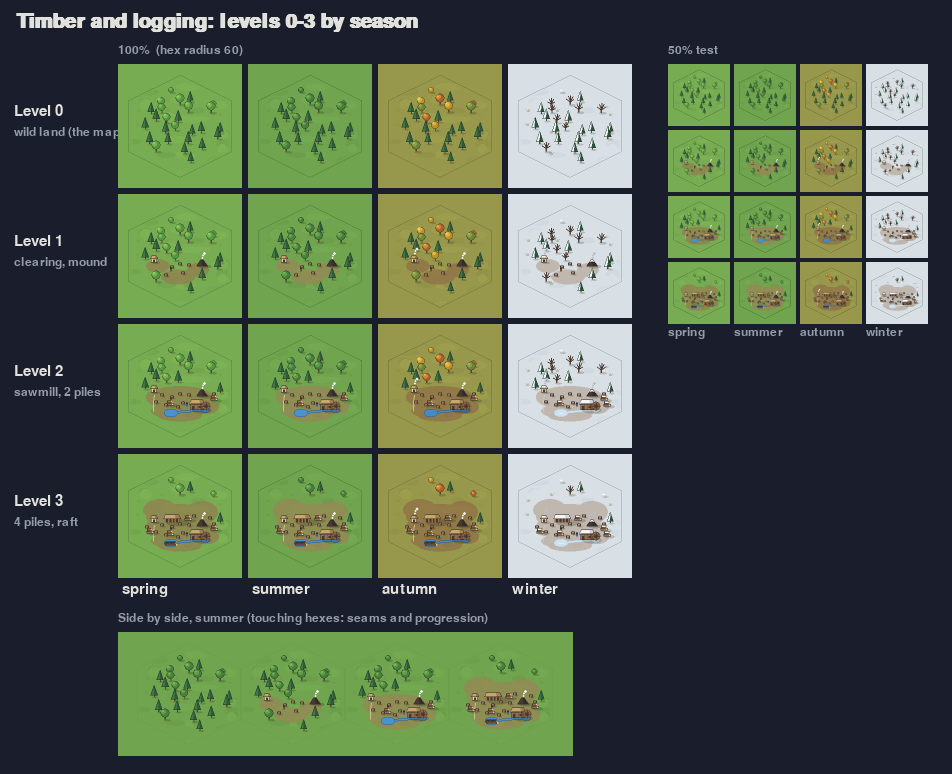 Timber and logging: levels 0-3 by season
100% (hex radius 60)
50% test
Level 0
wild land (the map
Level 1
clearing, mound
Level 2
sawmill, 2 piles
Level 3
4 piles, raft
spring summer autumn winter
spring summer autumn winter
Side by side, summer (touching hexes: seams and progression)